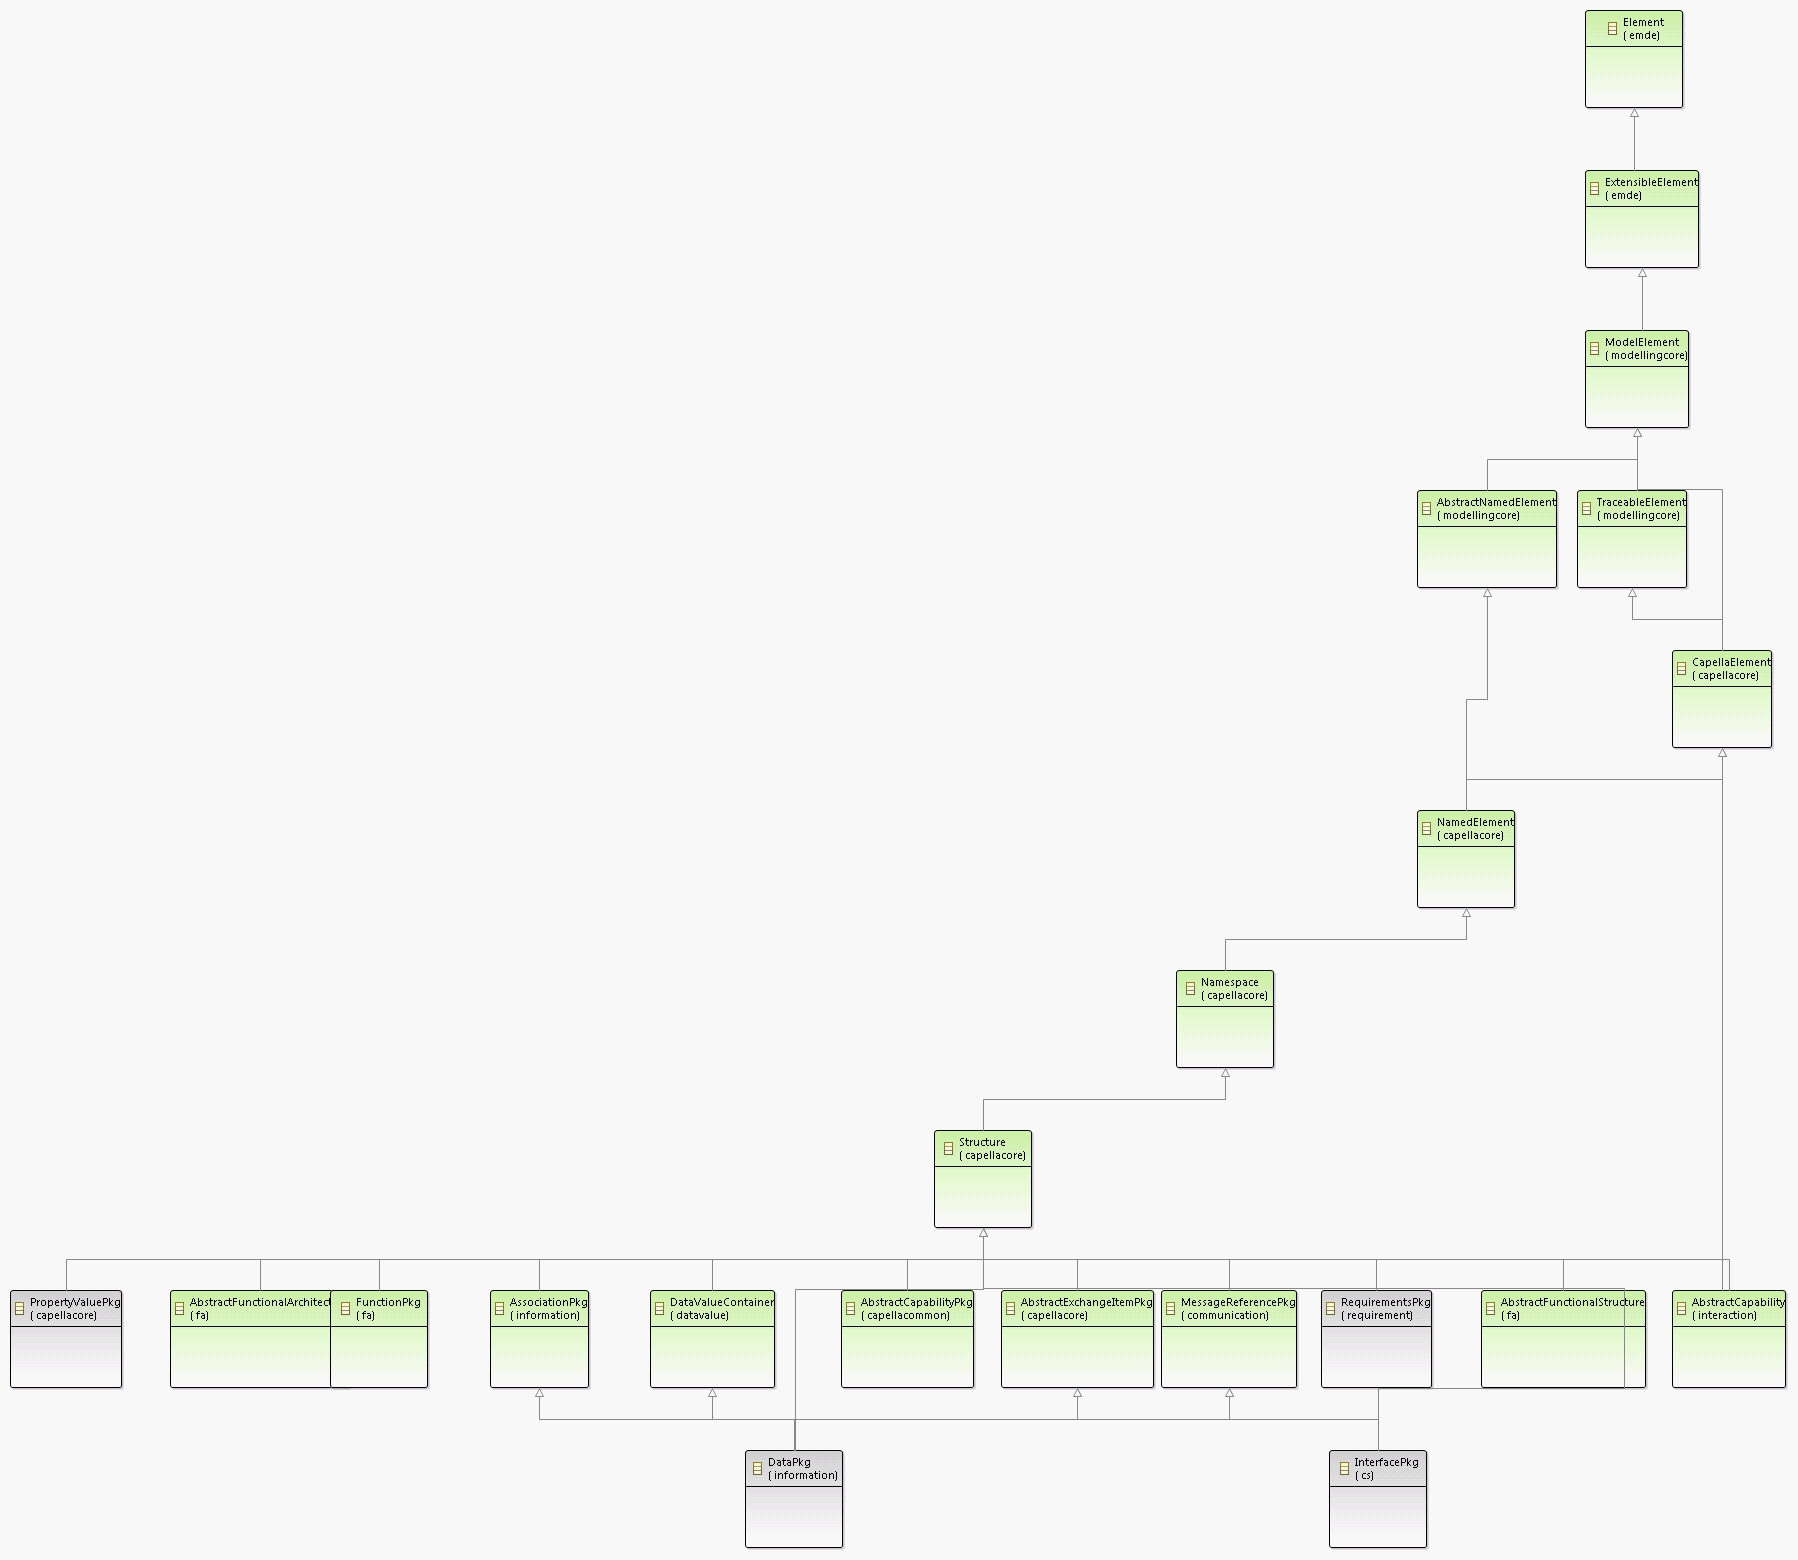 Element
( emde)
ExtensibleElement
( emde)
ModelElement
( modellingcore)
AbstractNamedElement
( modellingcore)
TraceableElement
( modellingcore)
CapellaElement
( capellacore)
NamedElement
( capellacore)
Namespace
( capellacore)
Structure
( capellacore)
PropertyValuePkg
( capellacore)
AbstractFunctionalArchitect
( fa)
FunctionPkg
( fa)
AssociationPkg
( information)
DataValueContainer
( datavalue)
AbstractCapabilityPkg
( capellacommon)
AbstractExchangeItemPkg
( capellacore)
MessageReferencePkg
( communication)
RequirementsPkg
( requirement)
AbstractFunctionalStructure
( fa)
AbstractCapability
( interaction)
DataPkg
( information)
InterfacePkg
( cs)